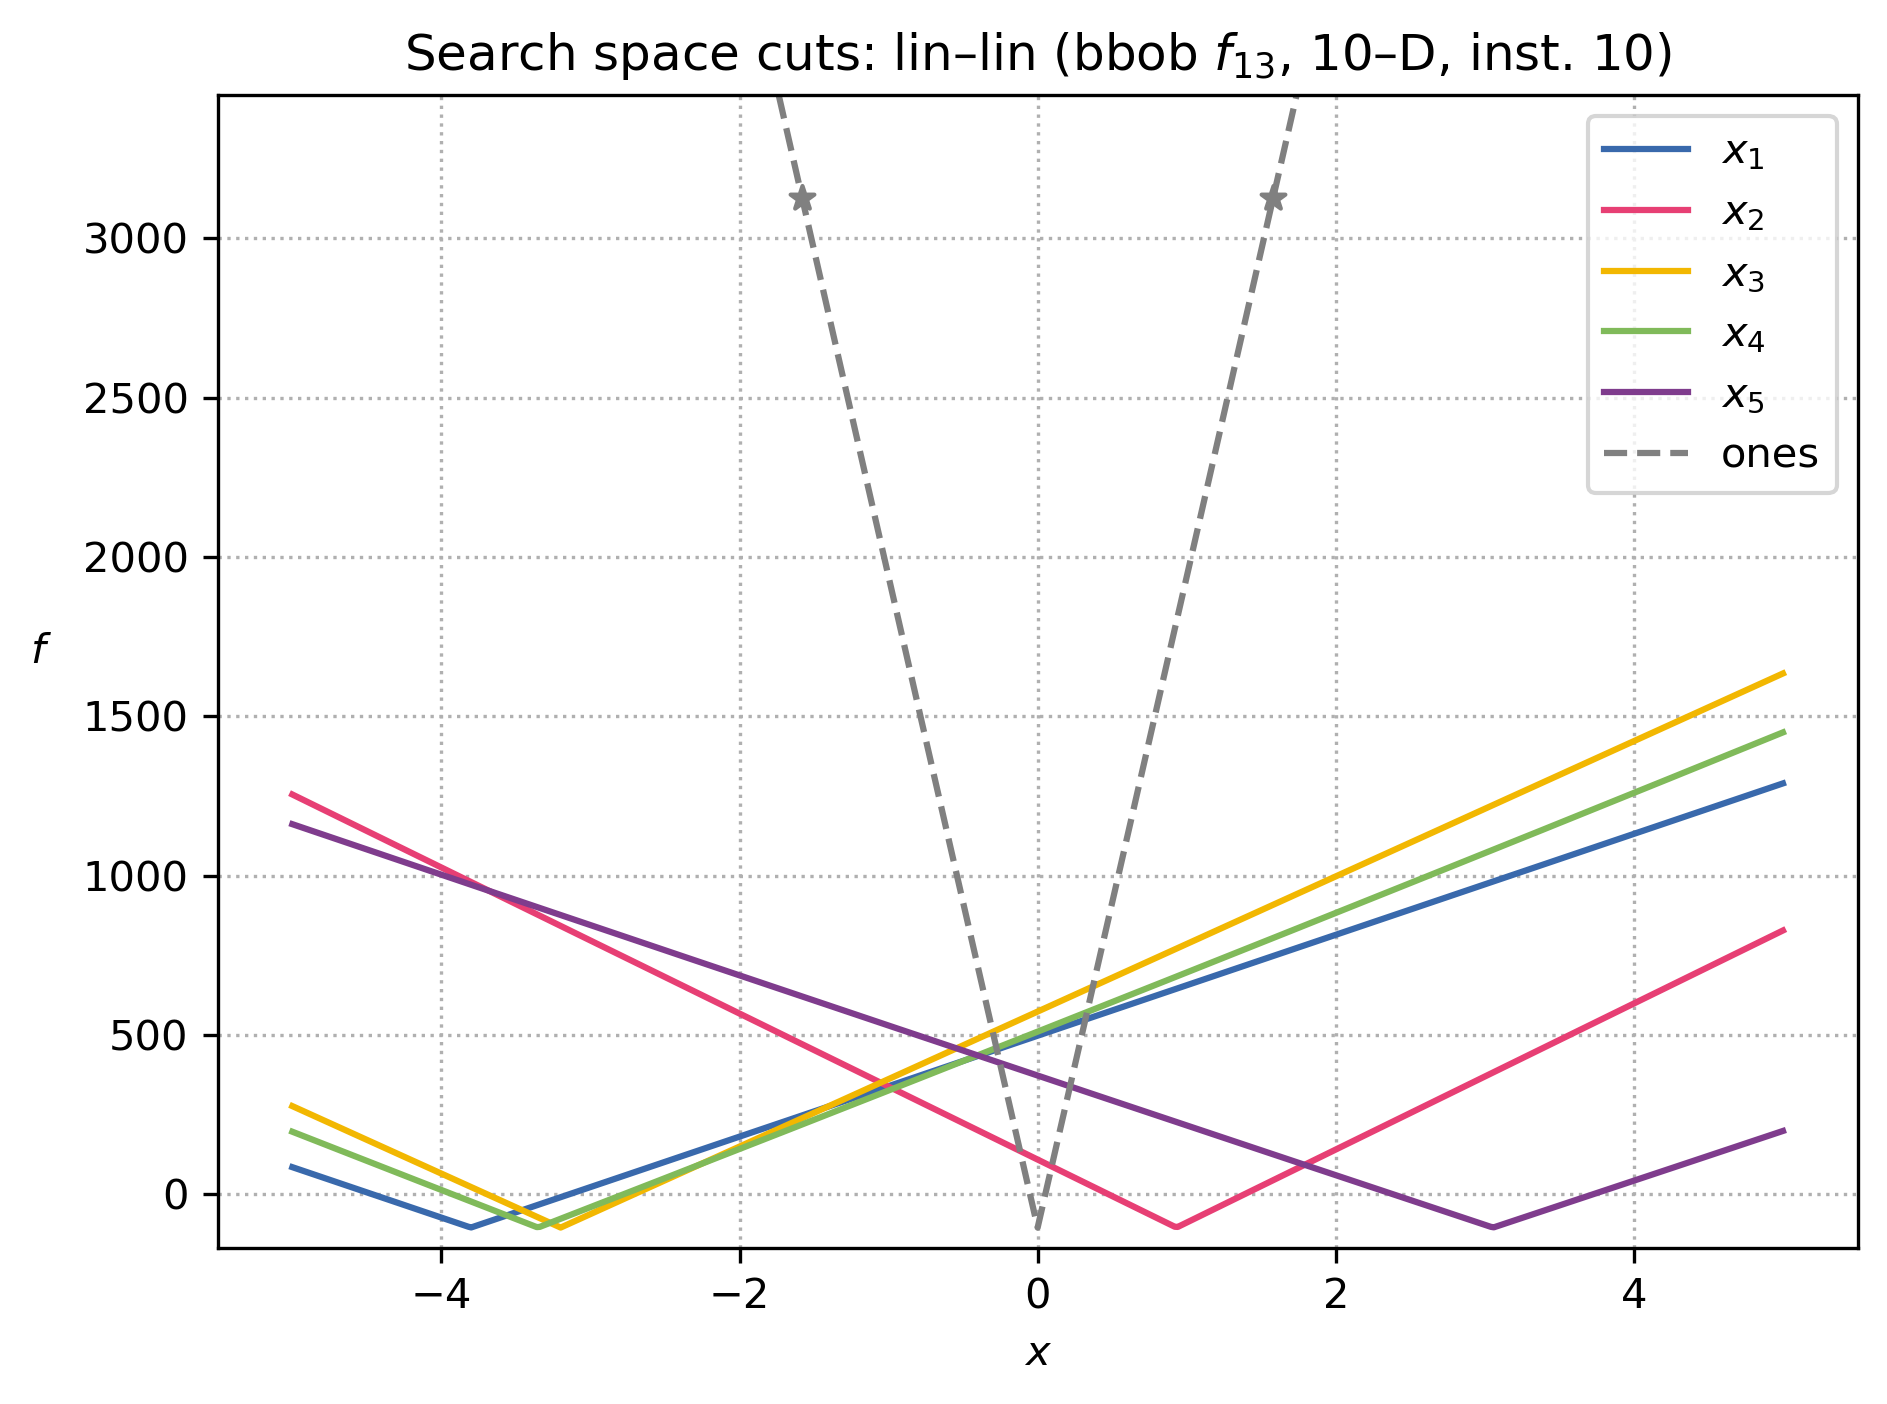 Search space cuts: lin–lin (bbob f₁₃, 10–D, inst. 10)
x₁
x₂
x₃
x₄
x₅
ones
3000
2500
2000
1500
1000
500
0
f
−4 −2 0 2 4
x